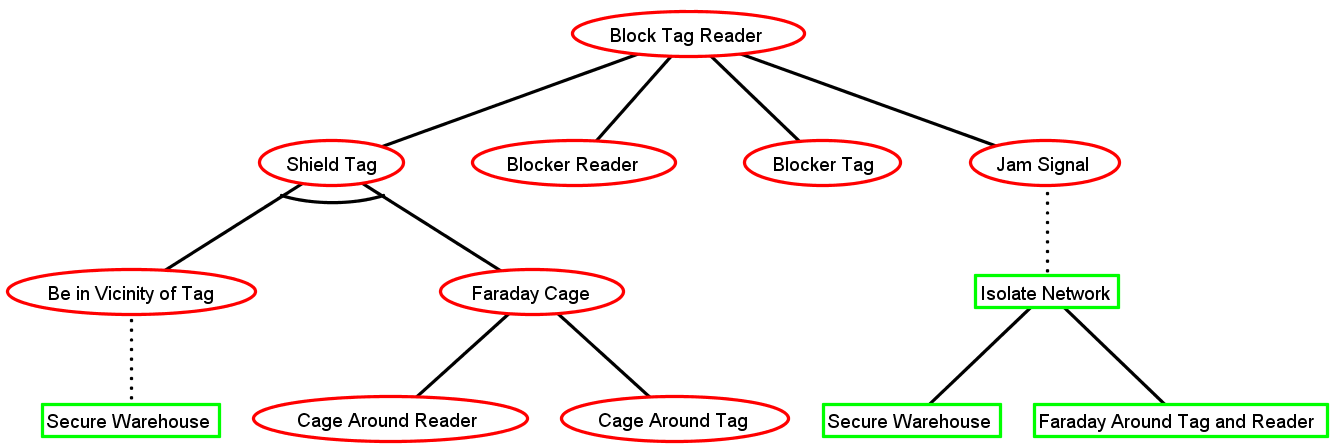 Block Tag Reader
Shield Tag
Blocker Reader
Blocker Tag
Jam Signal
Be in Vicinity of Tag
Faraday Cage
Isolate Network
Secure Warehouse
Cage Around Reader
Cage Around Tag
Secure Warehouse
Faraday Around Tag and Reader